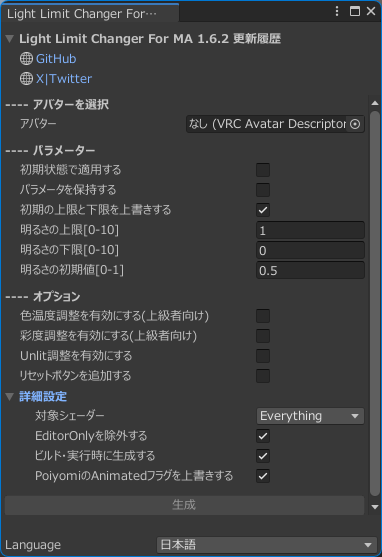 Light Limit Changer For···
Light Limit Changer For MA 1.6.2 更新履歴
GitHub
X|Twitter
---- アバターを選択
アバター なし (VRC Avatar Descriptor
---- パラメーター
初期状態で適用する
パラメータを保持する
初期の上限と下限を上書きする
明るさの上限[0-10] 1
明るさの下限[0-10] 0
明るさの初期値[0-1] 0.5
---- オプション
色温度調整を有効にする(上級者向け)
彩度調整を有効にする(上級者向け)
Unlit調整を有効にする
リセットボタンを追加する
詳細設定
対象シェーダー Everything
EditorOnlyを除外する
ビルド・実行時に生成する
PoiyomiのAnimatedフラグを上書きする
生成
Language 日本語